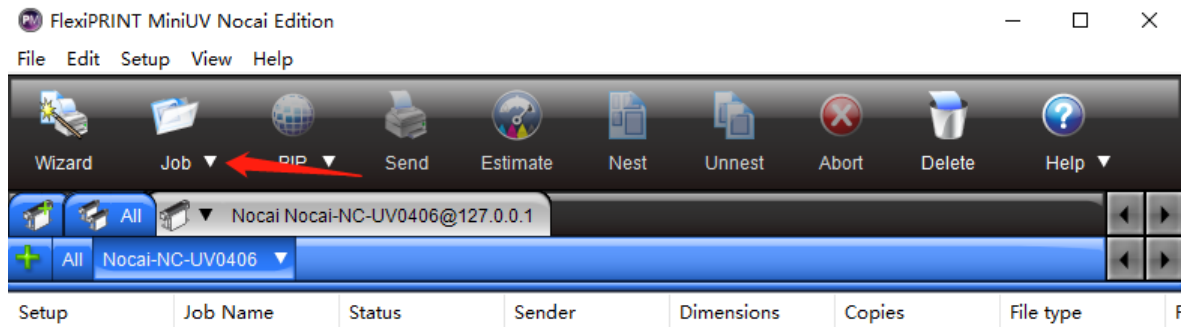 PM FlexiPRINT MiniUV Nocai Edition
File Edit Setup View Help
Wizard Job RIP Send Estimate Nest Unnest Abort Delete Help
All Nocai Nocai-NC-UV0406@127.0.0.1
All Nocai-NC-UV0406
Setup Job Name Status Sender Dimensions Copies File type